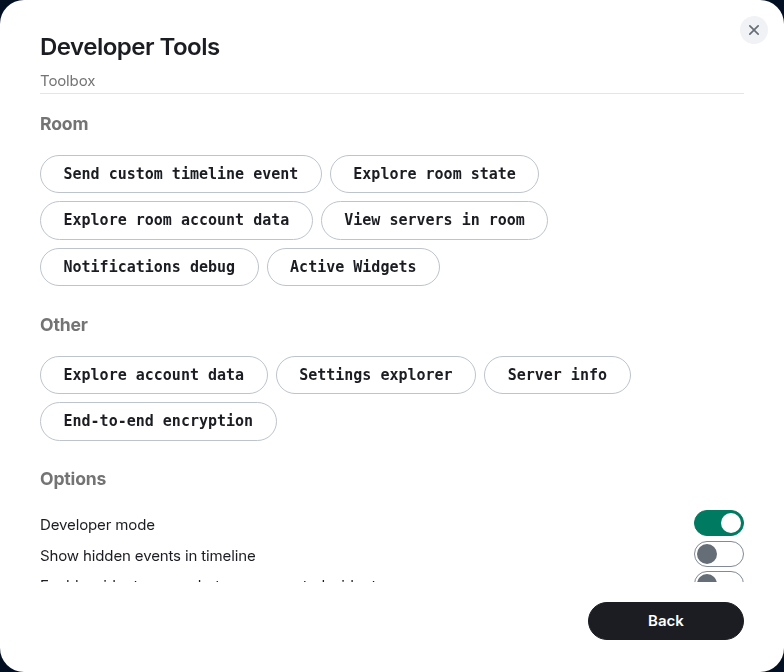 Developer Tools
Toolbox
Room
Send custom timeline event
Explore room state
Explore room account data
View servers in room
Notifications debug
Active Widgets
Other
Explore account data
Settings explorer
Server info
End-to-end encryption
Options
Developer mode
Show hidden events in timeline
Back